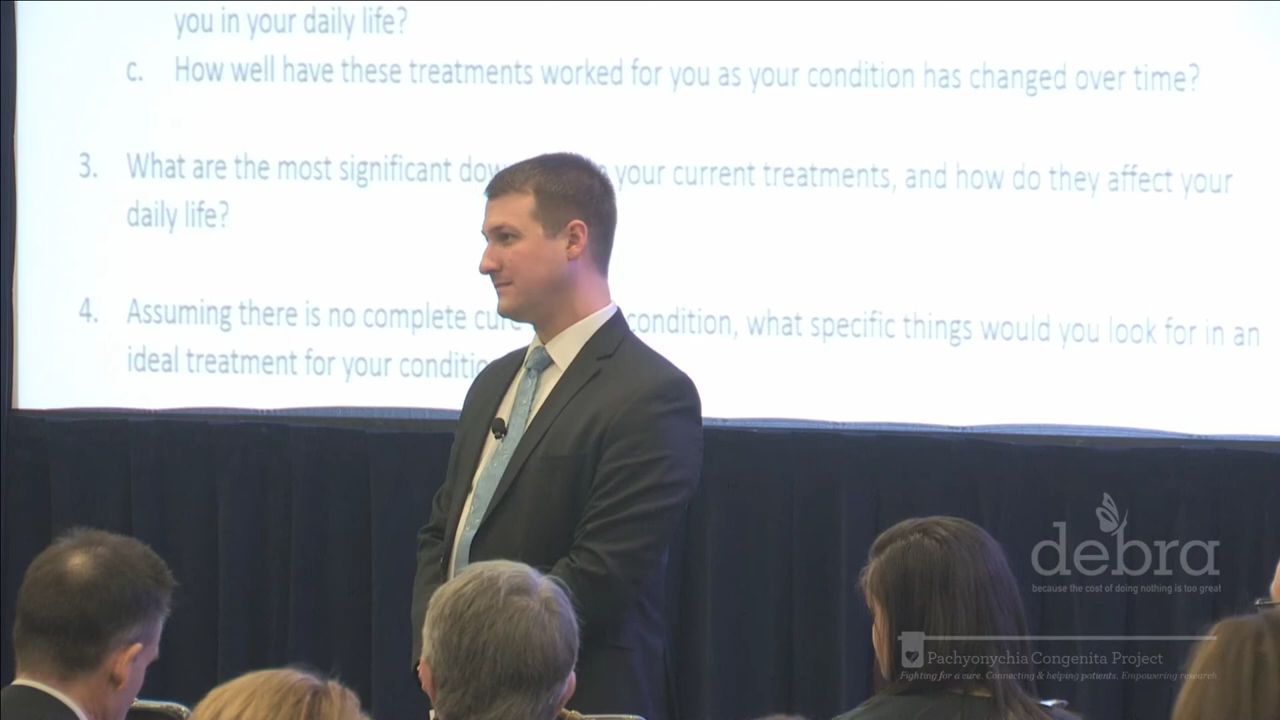 you in your daily life?
c. How well have these treatments worked for you as your condition has changed over time?
3. What are the most significant your current treatments, and how do they affect your
daily life?
4. Assuming there is no complete condition, what specific things would you look for in an
ideal treatment for your
debra
because the cost of doing nothing is too great
Pachyonychia Congenita Project
Fighting for a cure. Connecting & helping patients. Empowering research.